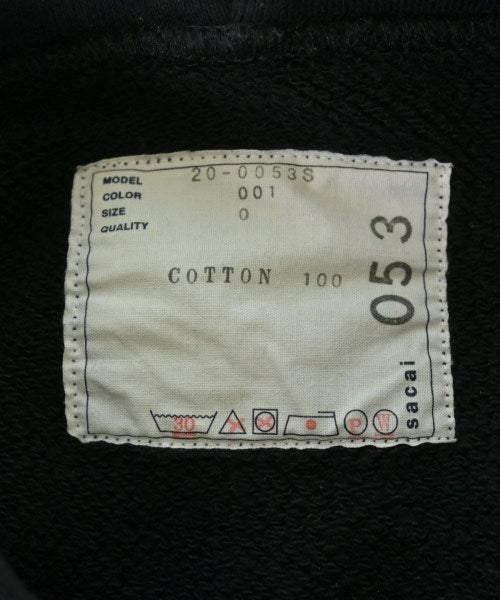 MODEL 20-0053S
COLOR 001
SIZE 0
QUALITY
COTTON 100
053
sacai
30
P
W